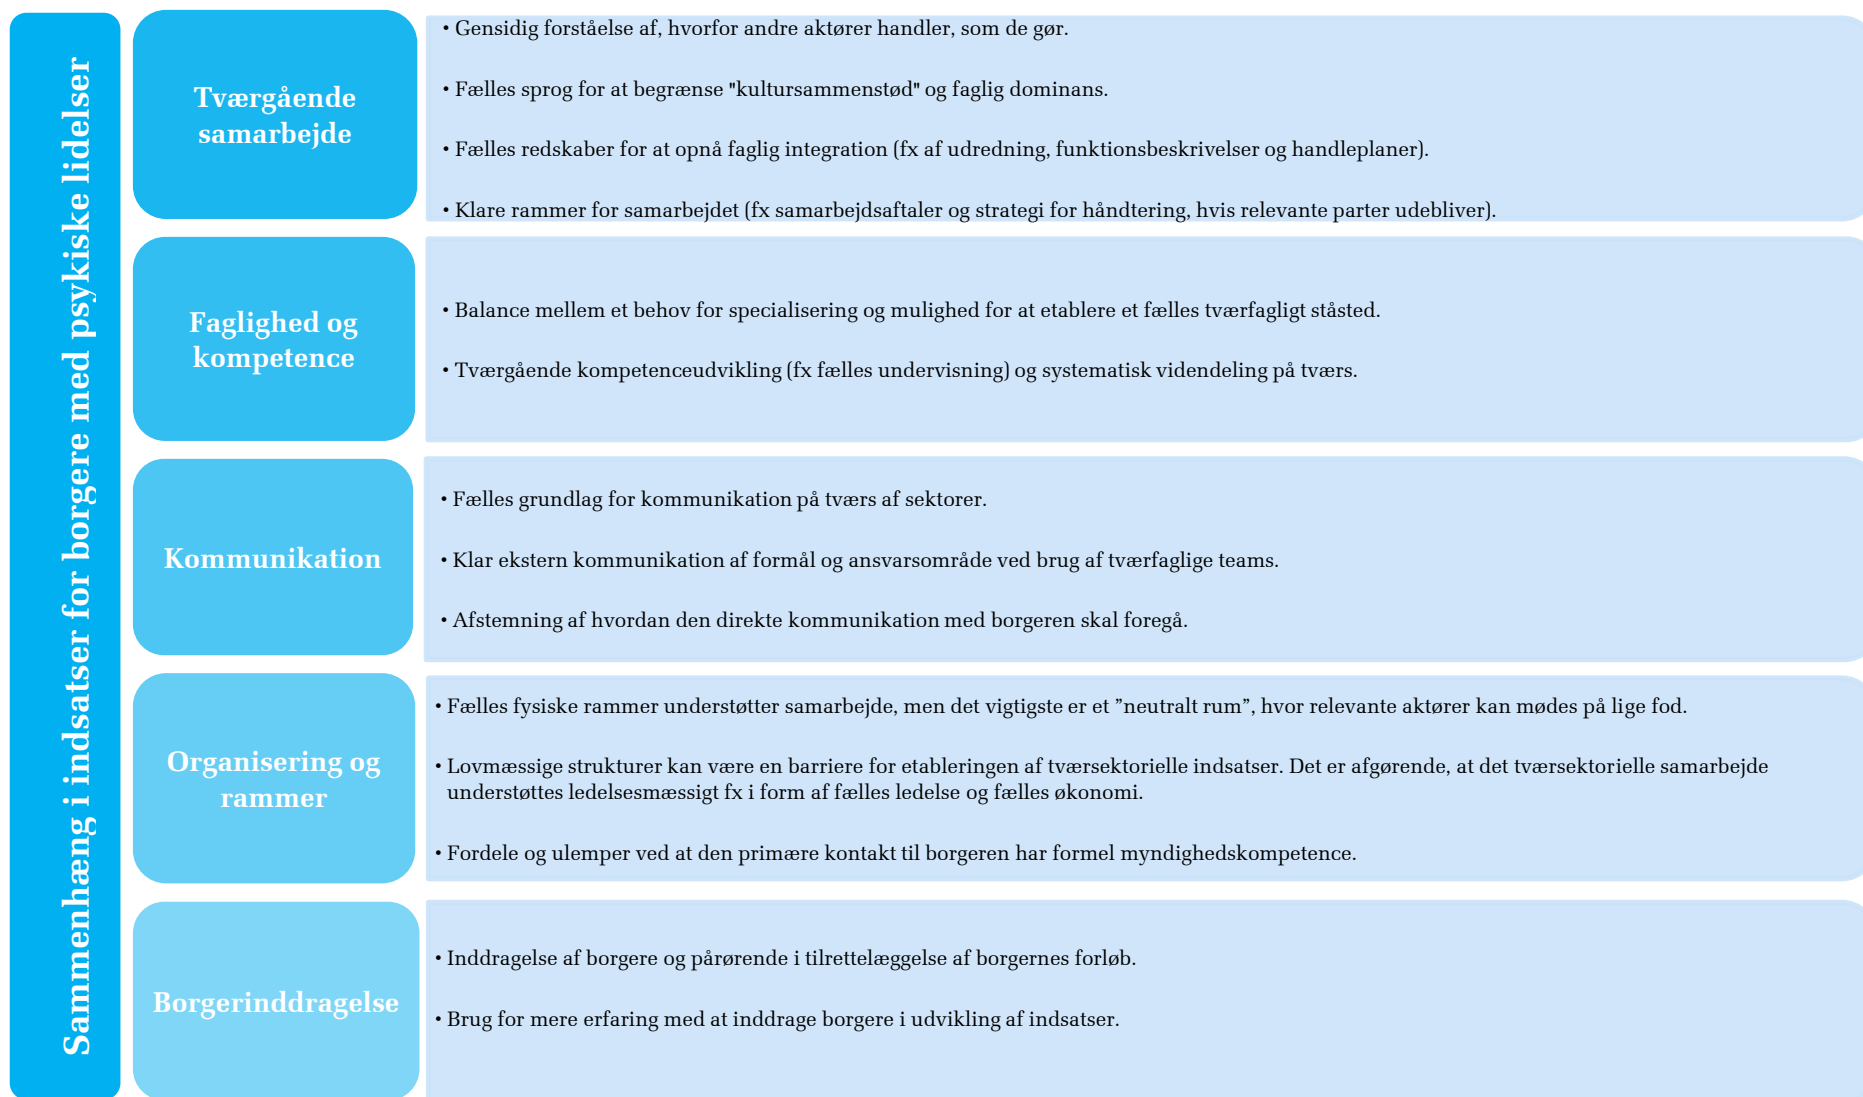 Sammenhæng i indsatser for borgere med psykiske lidelser
Tværgående
samarbejde
• Gensidig forståelse af, hvorfor andre aktører handler, som de gør.
• Fælles sprog for at begrænse "kultursammenstød" og faglig dominans.
• Fælles redskaber for at opnå faglig integration (fx af udredning, funktionsbeskrivelser og handleplaner).
• Klare rammer for samarbejdet (fx samarbejdsaftaler og strategi for håndtering, hvis relevante parter udebliver).
Faglighed og
kompetence
• Balance mellem et behov for specialisering og mulighed for at etablere et fælles tværfagligt ståsted.
• Tværgående kompetenceudvikling (fx fælles undervisning) og systematisk videndeling på tværs.
Kommunikation
• Fælles grundlag for kommunikation på tværs af sektorer.
• Klar ekstern kommunikation af formål og ansvarsområde ved brug af tværfaglige teams.
• Afstemning af hvordan den direkte kommunikation med borgeren skal foregå.
Organisering og
rammer
• Fælles fysiske rammer understøtter samarbejde, men det vigtigste er et ”neutralt rum”, hvor relevante aktører kan mødes på lige fod.
• Lovmæssige strukturer kan være en barriere for etableringen af tværsektorielle indsatser. Det er afgørende, at det tværsektorielle samarbejde
understøttes ledelsesmæssigt fx i form af fælles ledelse og fælles økonomi.
• Fordele og ulemper ved at den primære kontakt til borgeren har formel myndighedskompetence.
Borgerinddragelse
• Inddragelse af borgere og pårørende i tilrettelæggelse af borgernes forløb.
• Brug for mere erfaring med at inddrage borgere i udvikling af indsatser.